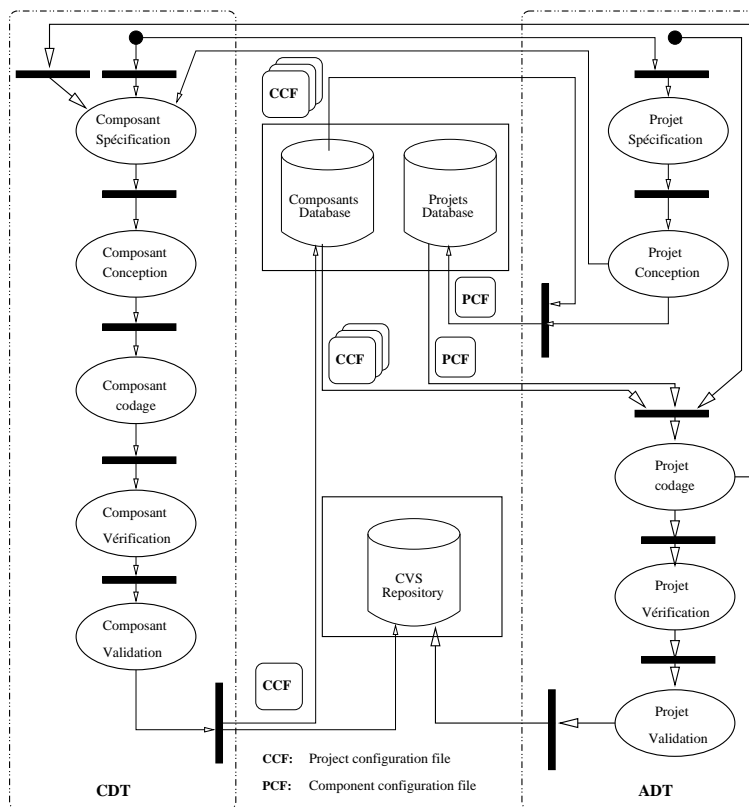 CCF
Composant
Spécification
Projet
Spécification
Composants
Database
Projets
Database
Composant
Conception
Projet
Conception
PCF
CCF
PCF
Composant
codage
Projet
codage
Composant
Vérification
CVS
Repository
Projet
Vérification
Composant
Validation
CCF
Projet
Validation
CCF: Project configuration file
PCF: Component configuration file
CDT
ADT